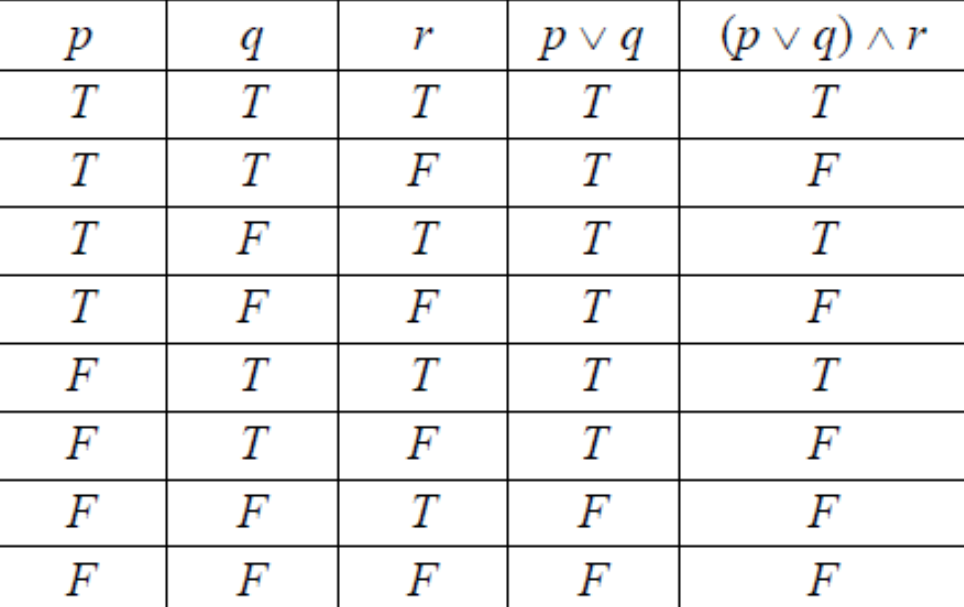 p q r p ∨ q (p ∨ q) ∧ r
T T T T T
T T F T F
T F T T T
T F F T F
F T T T T
F T F T F
F F T F F
F F F F F